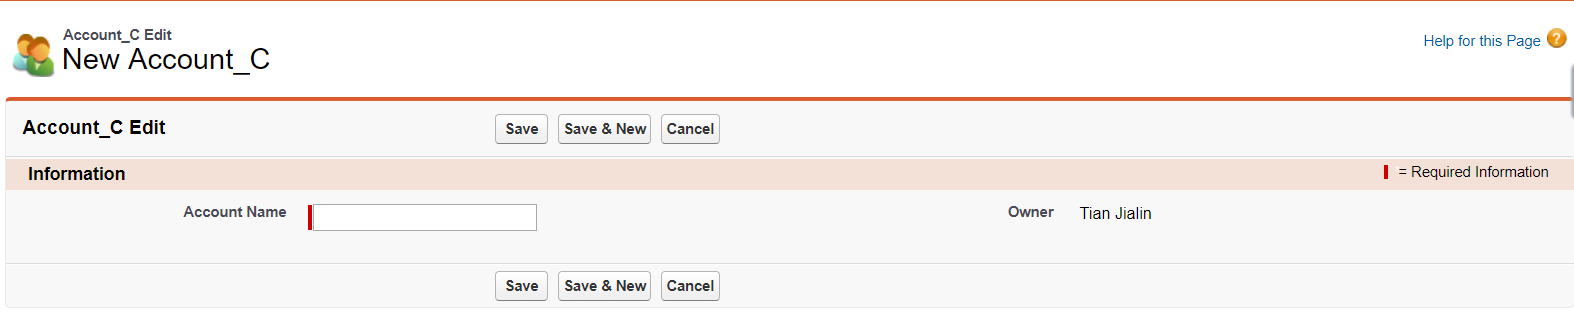 Account_C Edit
New Account_C
Help for this Page ?
Account_C Edit Save Save & New Cancel
Information = Required Information
Account Name Owner Tian Jialin
Save Save & New Cancel